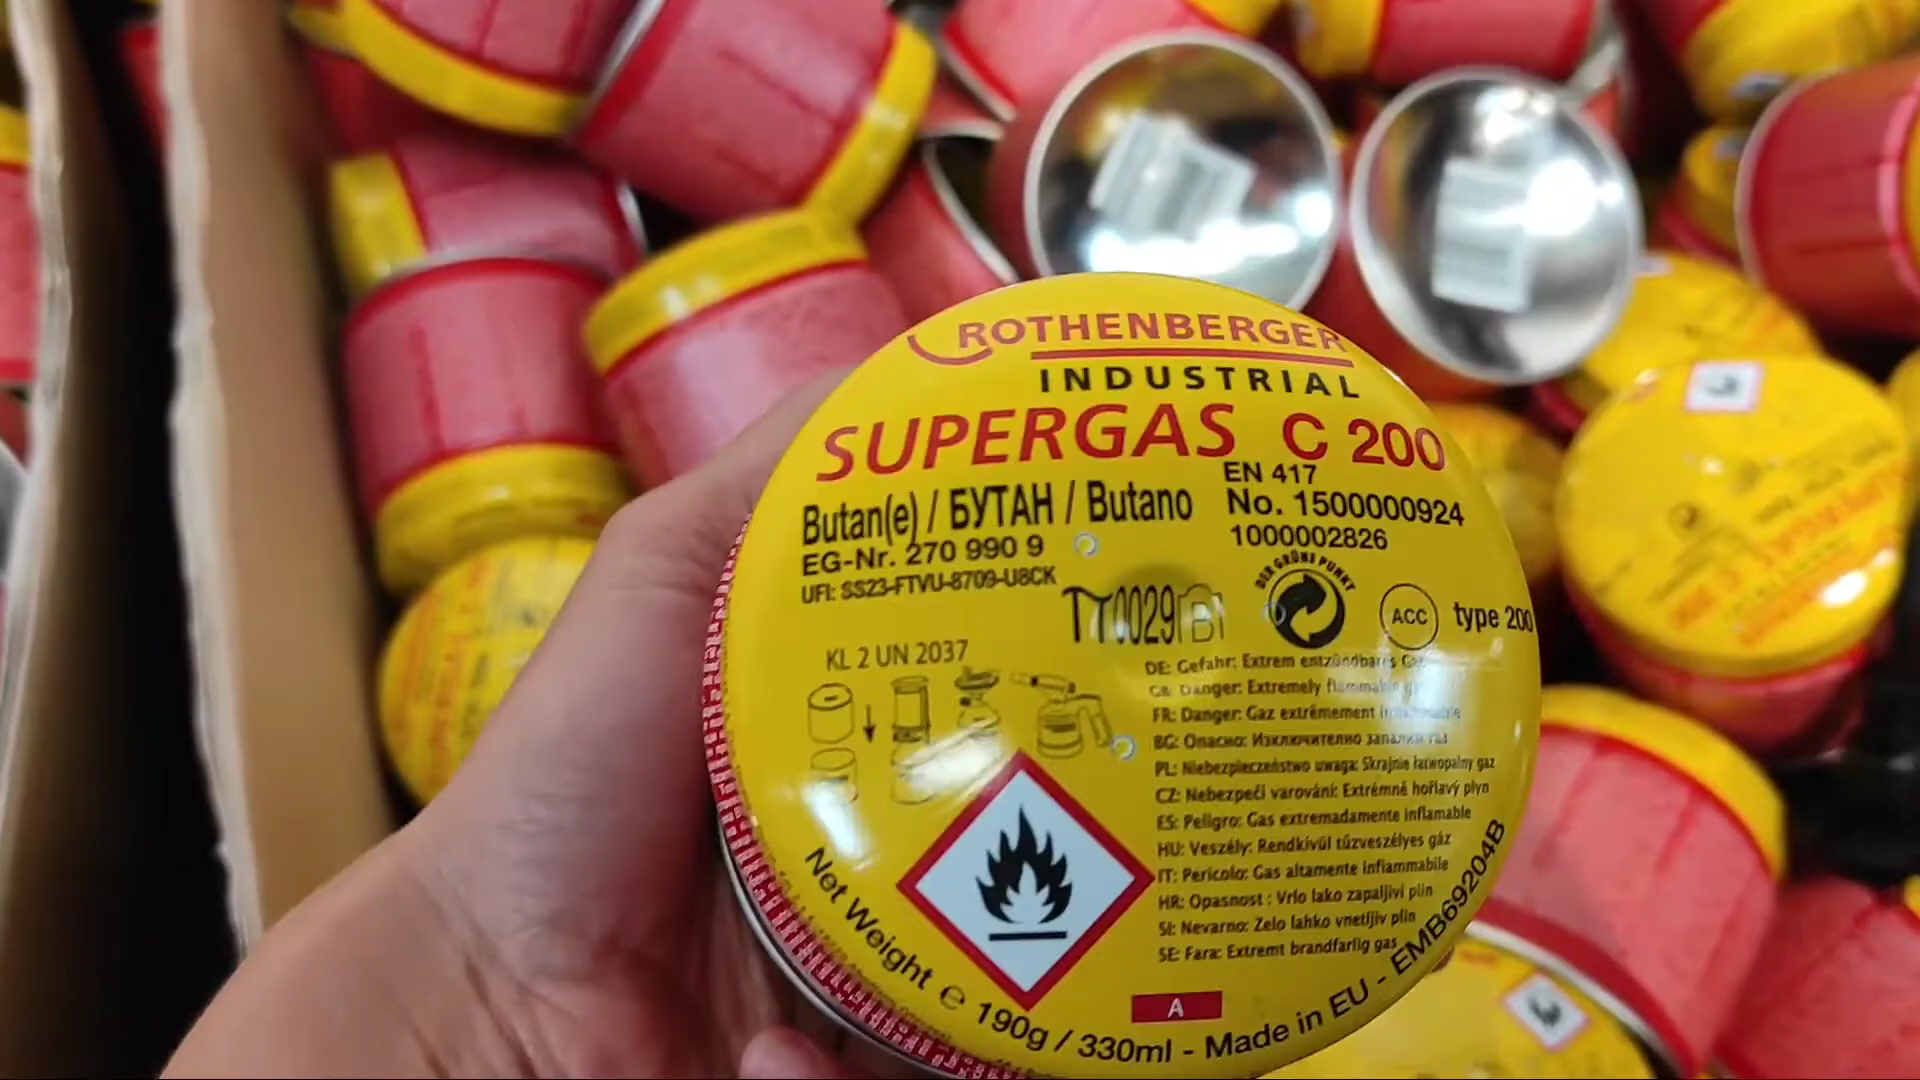 ROTHENBERGER
INDUSTRIAL
SUPERGAS C 200
EN 417
Butan(e) / БУТАН / Butano
No. 1500000924
EG-Nr. 270 990 9
1000002826
UFI: SS23-FTVU-8709-U8CK
DER GRÜNE PUNKT
TT0029
ACC
type 200
KL 2 UN 2037
DE: Gefahr: Extrem entzündbares
GB: Danger: Extremely flammable
FR: Danger: Gaz extrêmement
BG: Опасно: Изключително запалим газ
PL: Niebezpieczeństwo uwaga: Skrajnie łatwopalny gaz
CZ: Nebezpečí varování: Extrémně hořlavý plyn
ES: Peligro: Gas extremadamente inflamable
HU: Veszély: Rendkívül tűzveszélyes gáz
IT: Pericolo: Gas altamente infiammabile
HR: Opasnost : Vrlo lako zapaljivi plin
SI: Nevarno: Zelo lahko vnetljiv plin
SE: Fara: Extremt brandfarlig gas
A
Net Weight e 190g / 330ml - Made in EU - EMB69204B